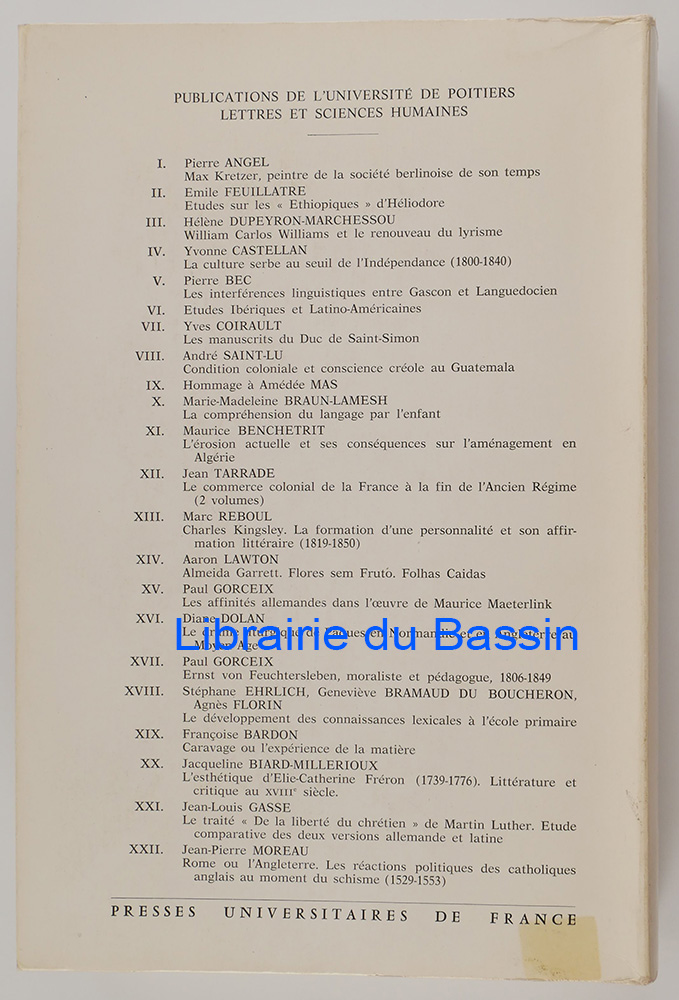 PUBLICATIONS DE L'UNIVERSITÉ DE POITIERS
LETTRES ET SCIENCES HUMAINES
I. Pierre ANGEL
Max Kretzer, peintre de la société berlinoise de son temps
II. Emile FEUILLATRE
Etudes sur les « Ethiopiques » d'Héliodore
III. Hélène DUPEYRON-MARCHESSOU
William Carlos Williams et le renouveau du lyrisme
IV. Yvonne CASTELLAN
La culture serbe au seuil de l'Indépendance (1800-1840)
V. Pierre BEC
Les interférences linguistiques entre Gascon et Languedocien
VI. Etudes Ibériques et Latino-Américaines
VII. Yves COIRAULT
Les manuscrits du Duc de Saint-Simon
VIII. André SAINT-LU
Condition coloniale et conscience créole au Guatemala
IX. Hommage à Amédée MAS
X. Marie-Madeleine BRAUN-LAMESH
La compréhension du langage par l'enfant
XI. Maurice BENCHETRIT
L'érosion actuelle et ses conséquences sur l'aménagement en
Algérie
XII. Jean TARRADE
Le commerce colonial de la France à la fin de l'Ancien Régime
(2 volumes)
XIII. Marc REBOUL
Charles Kingsley. La formation d'une personnalité et son affir-
mation littéraire (1819-1850)
XIV. Aaron LAWTON
Almeida Garrett. Flores sem Fruto. Folhas Caidas
XV. Paul GORCEIX
Les affinités allemandes dans l'œuvre de Maurice Maeterlink
XVI. Diane DOLAN
Le drame liturgique de Pâques en Normandie et en Angleterre au
Moyen Age
Librairie du Bassin
XVII. Paul GORCEIX
Ernst von Feuchtersleben, moraliste et pédagogue, 1806-1849
XVIII. Stéphane EHRLICH, Geneviève BRAMAUD DU BOUCHERON,
Agnès FLORIN
Le développement des connaissances lexicales à l'école primaire
XIX. Françoise BARDON
Caravage ou l'expérience de la matière
XX. Jacqueline BIARD-MILLERIOUX
L'esthétique d'Elie-Catherine Fréron (1739-1776). Littérature et
critique au XVIIIe siècle.
XXI. Jean-Louis GASSE
Le traité « De la liberté du chrétien » de Martin Luther. Etude
comparative des deux versions allemande et latine
XXII. Jean-Pierre MOREAU
Rome ou l'Angleterre. Les réactions politiques des catholiques
anglais au moment du schisme (1529-1553)
PRESSES UNIVERSITAIRES DE FRANCE